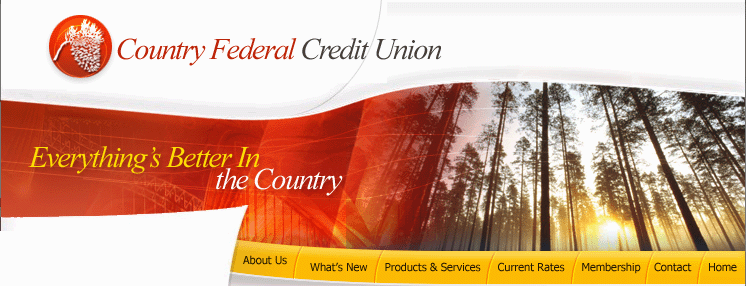 Country Federal Credit Union
Everything's Better In
the Country
About Us
What's New
Products & Services
Current Rates
Membership
Contact
Home